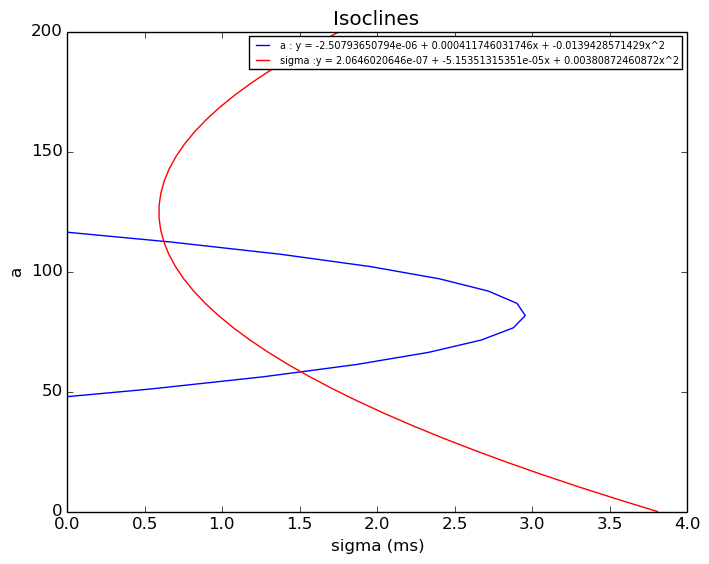 Isoclines
a : y = -2.50793650794e-06 + 0.000411746031746x + -0.0139428571429x^2
sigma :y = 2.0646020646e-07 + -5.15351315351e-05x + 0.00380872460872x^2
200
150
100
50
0
a
0.0 0.5 1.0 1.5 2.0 2.5 3.0 3.5 4.0
sigma (ms)